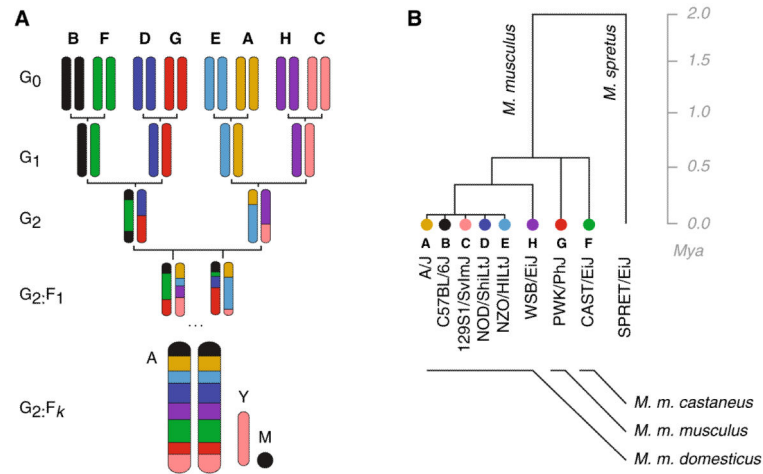 A
B F D G E A H C
G0
G1
G2
G2:F1
...
A
Y
M
G2:Fk
B
M. musculus
M. spretus
2.0
1.5
1.0
0.5
0.0
Mya
A B C D E H G F
A/J
C57BL/6J
129S1/SvImJ
NOD/ShiLtJ
NZO/HILtJ
WSB/EiJ
PWK/PhJ
CAST/EiJ
SPRET/EiJ
M. m. castaneus
M. m. musculus
M. m. domesticus